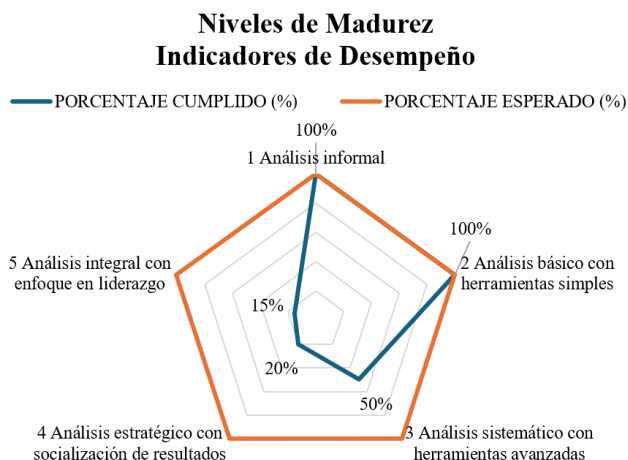 Niveles de Madurez
Indicadores de Desempeño
PORCENTAJE CUMPLIDO (%)
PORCENTAJE ESPERADO (%)
100%
1 Análisis informal
100%
2 Análisis básico con
herramientas simples
5 Análisis integral con
enfoque en liderazgo
15%
20%
50%
4 Análisis estratégico con
socialización de resultados
3 Análisis sistemático con
herramientas avanzadas